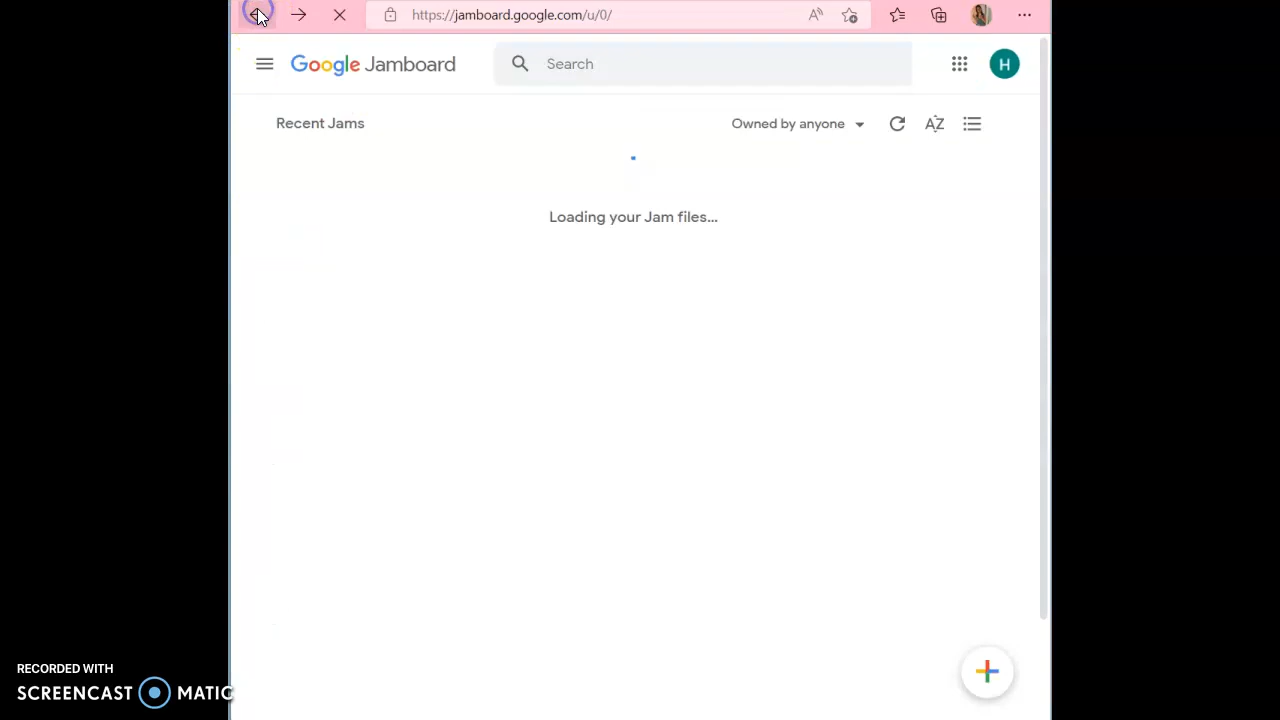 https://jamboard.google.com/u/0/
Google Jamboard
Search
H
Recent Jams
Owned by anyone
AZ
Loading your Jam files...
RECORDED WITH
SCREENCAST MATIC